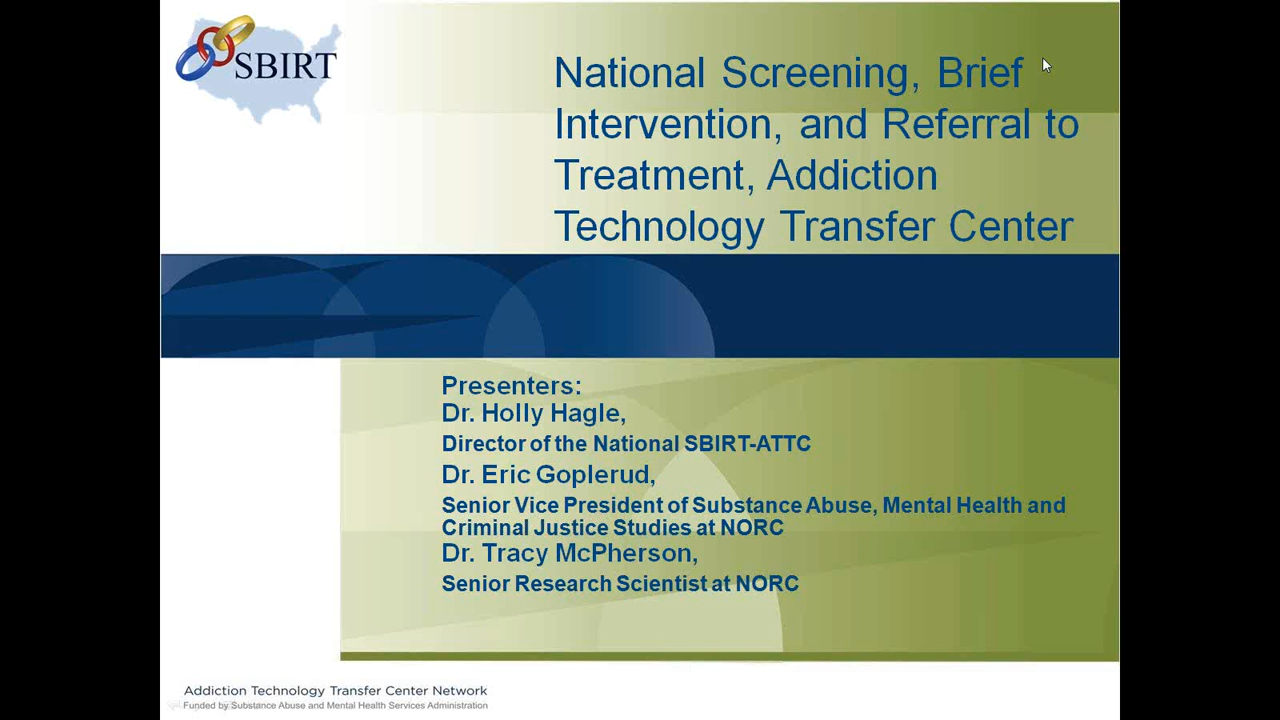 SBIRT
National Screening, Brief
Intervention, and Referral to
Treatment, Addiction
Technology Transfer Center
Presenters:
Dr. Holly Hagle,
Director of the National SBIRT-ATTC
Dr. Eric Goplerud,
Senior Vice President of Substance Abuse, Mental Health and
Criminal Justice Studies at NORC
Dr. Tracy McPherson,
Senior Research Scientist at NORC
Addiction Technology Transfer Center Network
Funded by Substance Abuse and Mental Health Services Administration